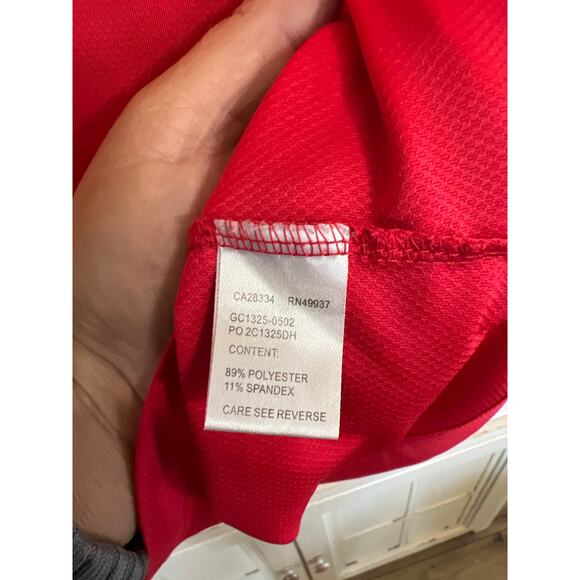 CA28334 RN49937
GC1325-0502
PO 2C1325DH
CONTENT:
89% POLYESTER
11% SPANDEX
CARE SEE REVERSE